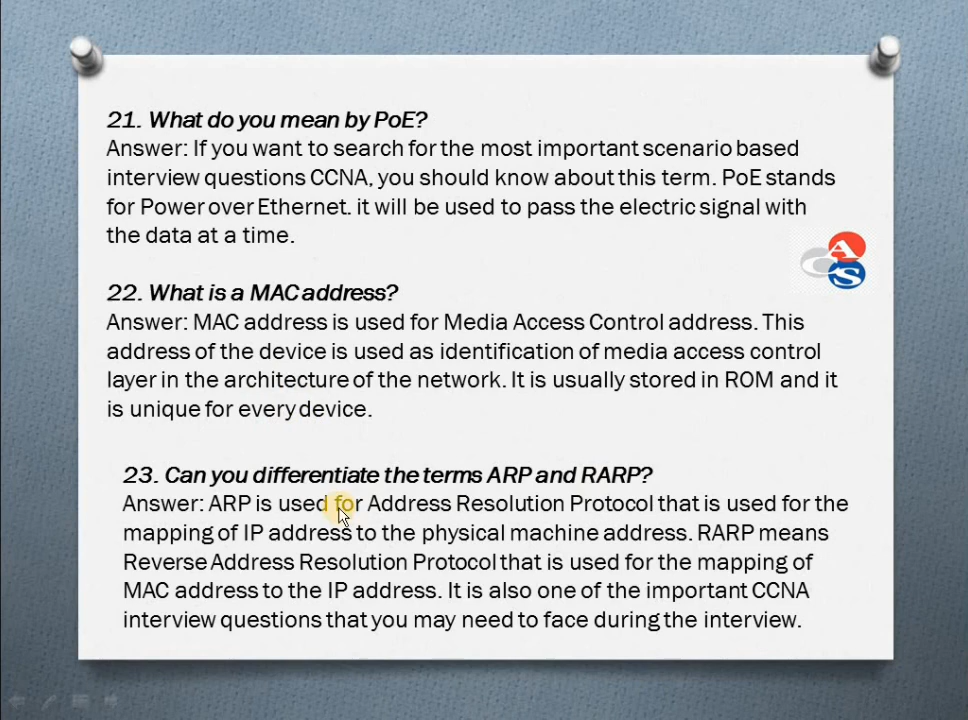 21. What do you mean by PoE?
Answer: If you want to search for the most important scenario based
interview questions CCNA, you should know about this term. PoE stands
for Power over Ethernet. it will be used to pass the electric signal with
the data at a time.
22. What is a MAC address?
Answer: MAC address is used for Media Access Control address. This
address of the device is used as identification of media access control
layer in the architecture of the network. It is usually stored in ROM and it
is unique for every device.
23. Can you differentiate the terms ARP and RARP?
Answer: ARP is used for Address Resolution Protocol that is used for the
mapping of IP address to the physical machine address. RARP means
Reverse Address Resolution Protocol that is used for the mapping of
MAC address to the IP address. It is also one of the important CCNA
interview questions that you may need to face during the interview.
A
S